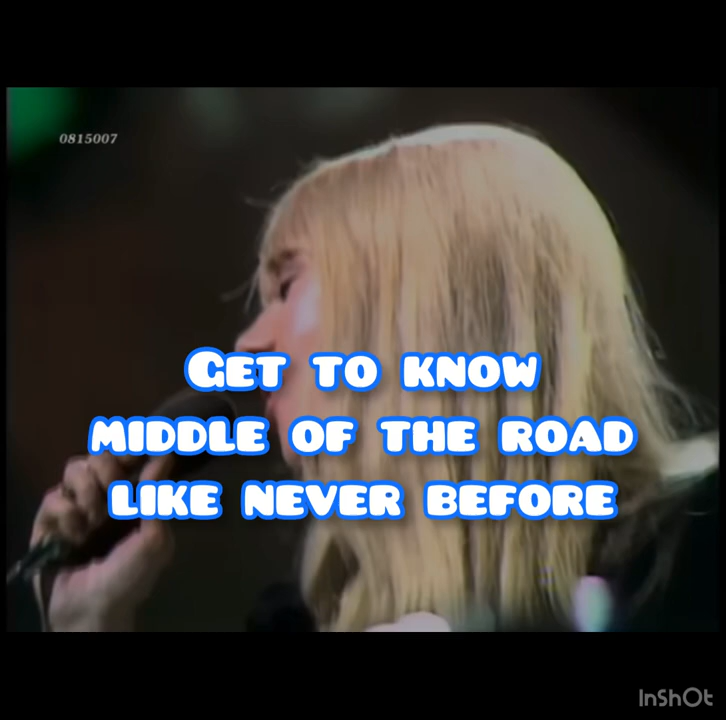 0815007
GET TO KNOW
MIDDLE OF THE ROAD
LIKE NEVER BEFORE
InShOt